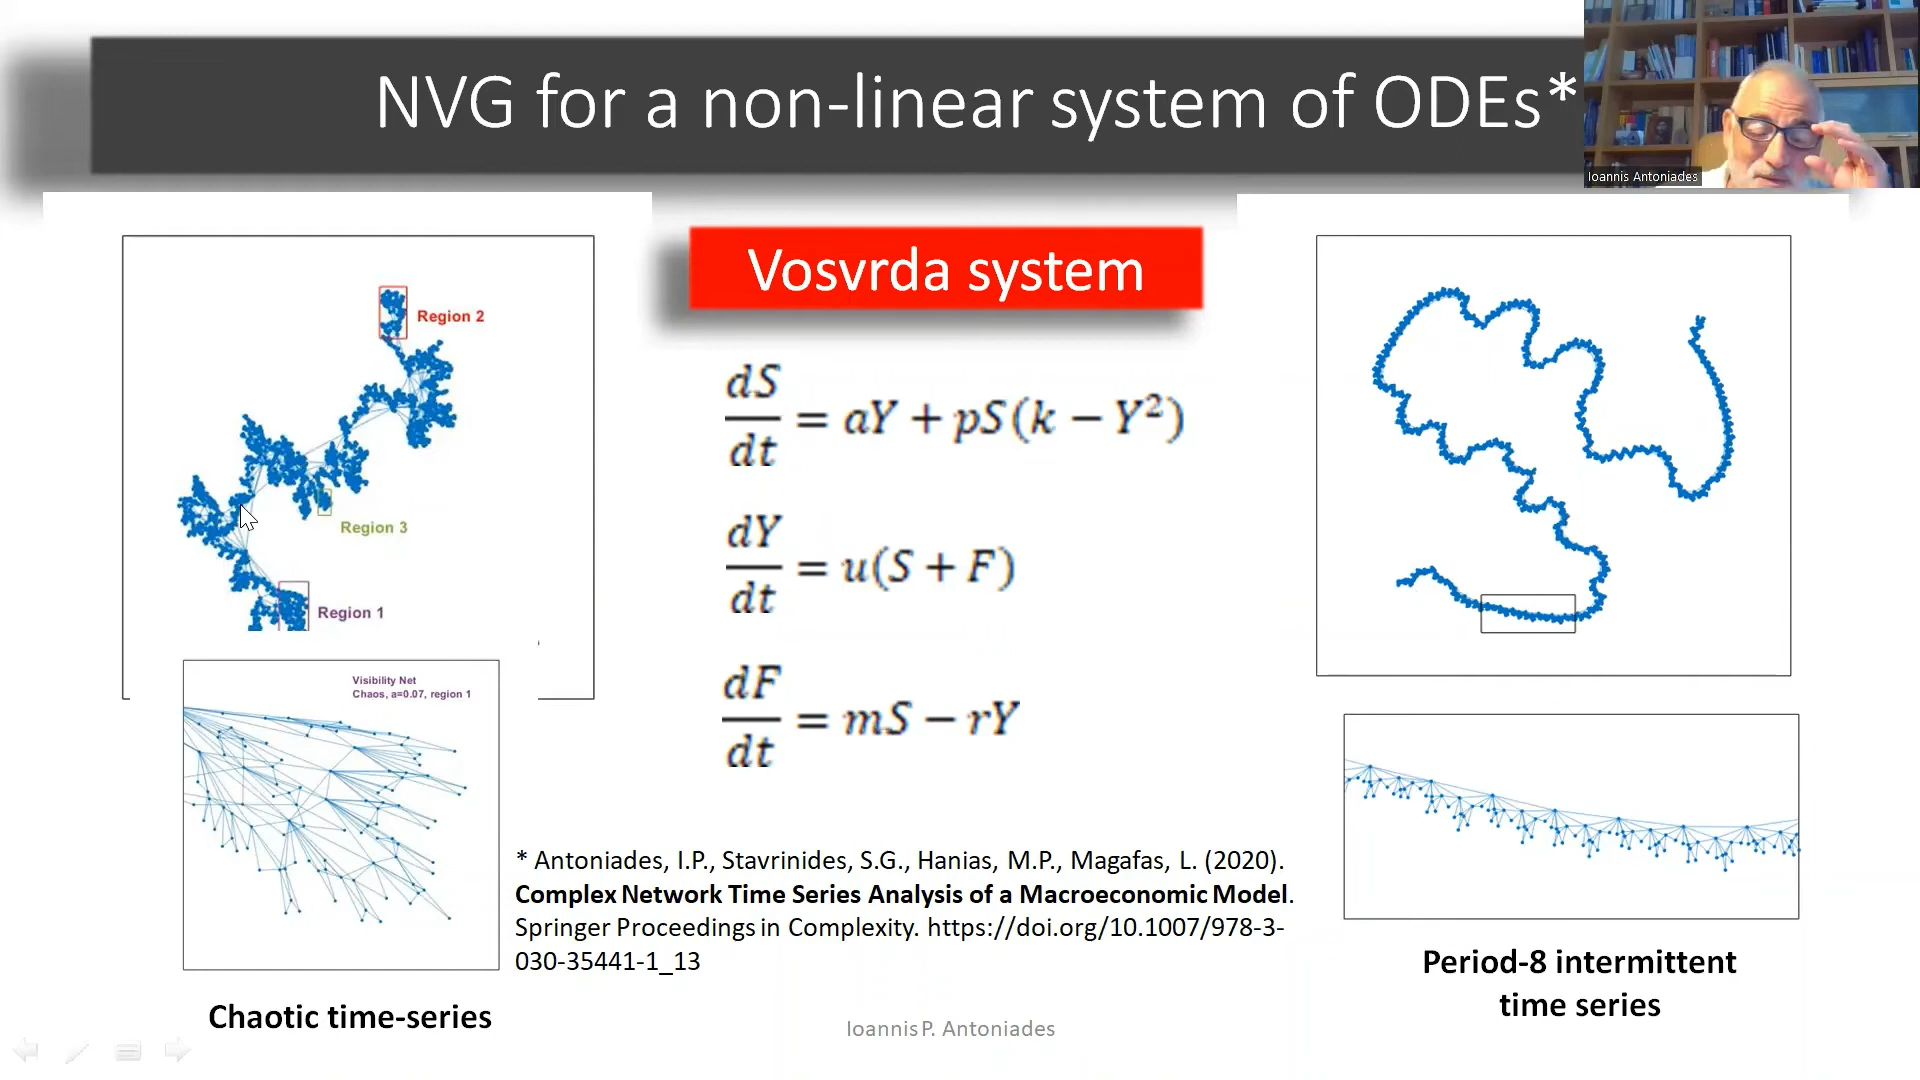 NVG for a non-linear system of ODEs*
Ioannis Antoniades
Vosvrda system
Region 2
Region 3
Region 1
dS/dt = aY + pS(k − Y²)
dY/dt = u(S + F)
dF/dt = mS − rY
Visibility Net
Chaos, a=0.07, region 1
* Antoniades, I.P., Stavrinides, S.G., Hanias, M.P., Magafas, L. (2020).
Complex Network Time Series Analysis of a Macroeconomic Model.
Springer Proceedings in Complexity. https://doi.org/10.1007/978-3-
030-35441-1_13
Chaotic time-series
Period-8 intermittent
time series
Ioannis P. Antoniades